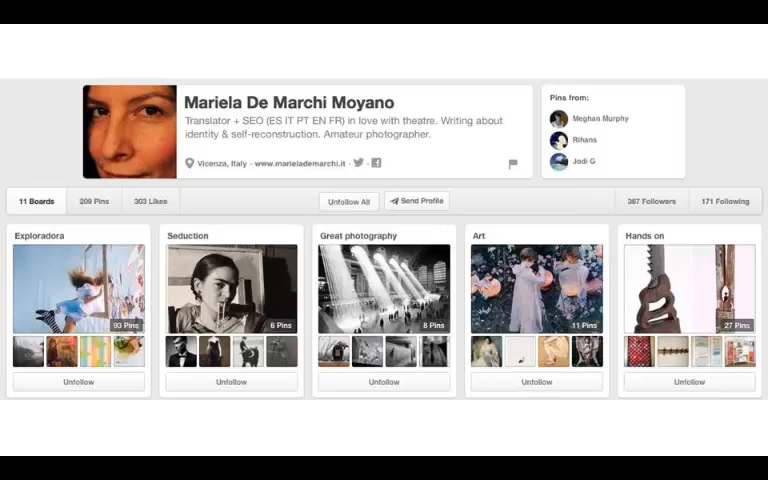 Mariela De Marchi Moyano
Translator + SEO (ES IT PT EN FR) in love with theatre. Writing about
identity & self-reconstruction. Amateur photographer.
Vicenza, Italy · www.marielademarchi.it · ·
Pins from:
Meghan Murphy
Rihans
Jodi G
11 Boards 209 Pins 303 Likes Unfollow All Send Profile 367 Followers 171 Following
Exploradora Seduction Great photography Art Hands on
93 Pins 6 Pins 8 Pins 11 Pins 27 Pins
Unfollow Unfollow Unfollow Unfollow Unfollow